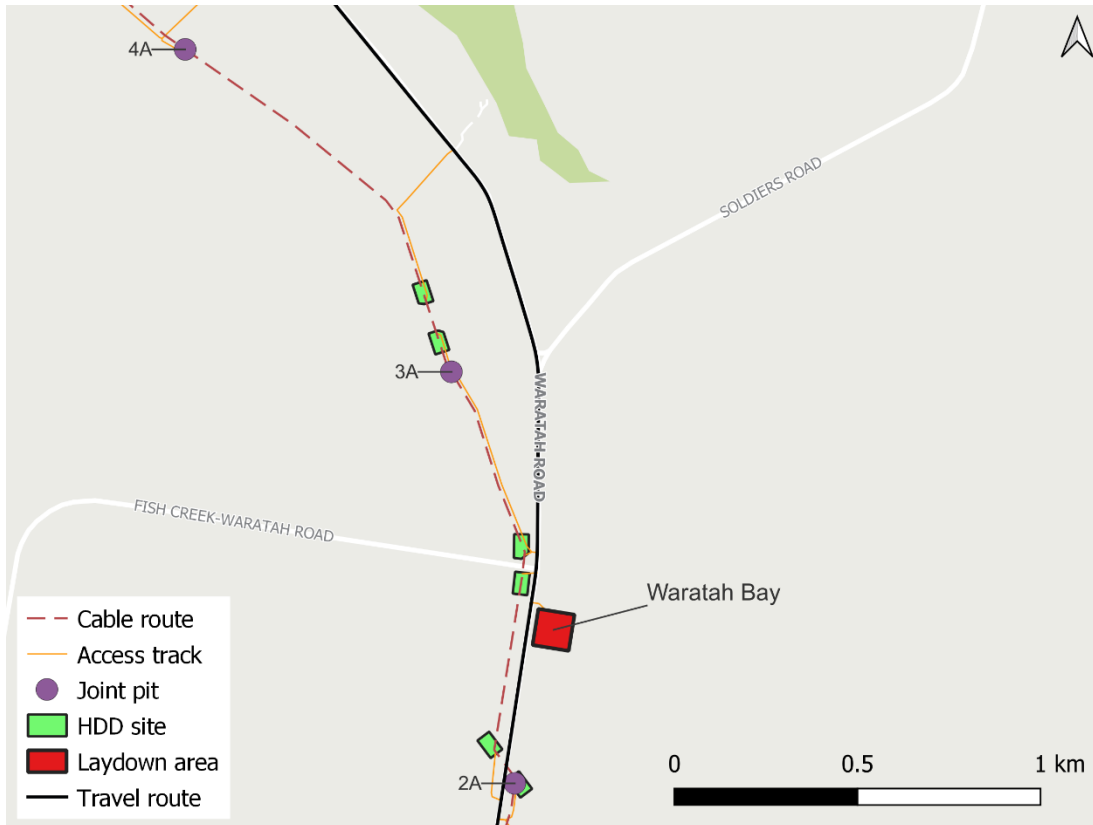 4A
SOLDIERS ROAD
3A
WARATAH ROAD
FISH CREEK-WARATAH ROAD
Waratah Bay
Cable route
Access track
Joint pit
HDD site
Laydown area
Travel route
2A
0 0.5 1 km